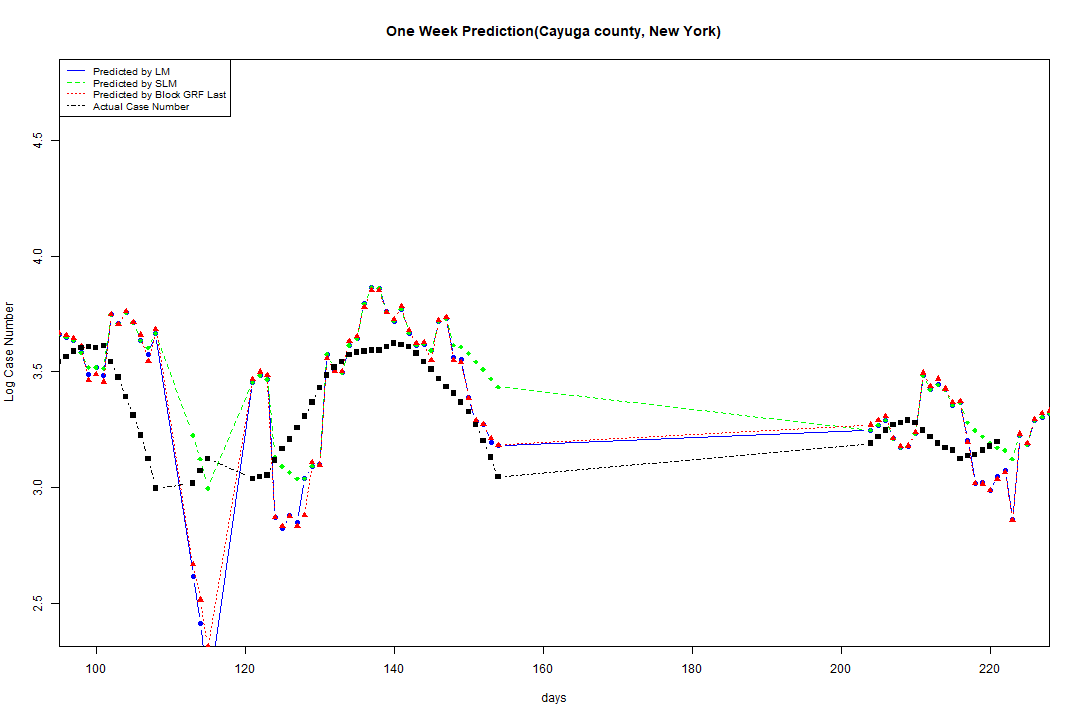 One Week Prediction(Cayuga county, New York)
Predicted by LM
Predicted by SLM
Predicted by Block GRF Last
Actual Case Number
4.5
4.0
3.5
3.0
2.5
Log Case Number
100 120 140 160 180 200 220
days